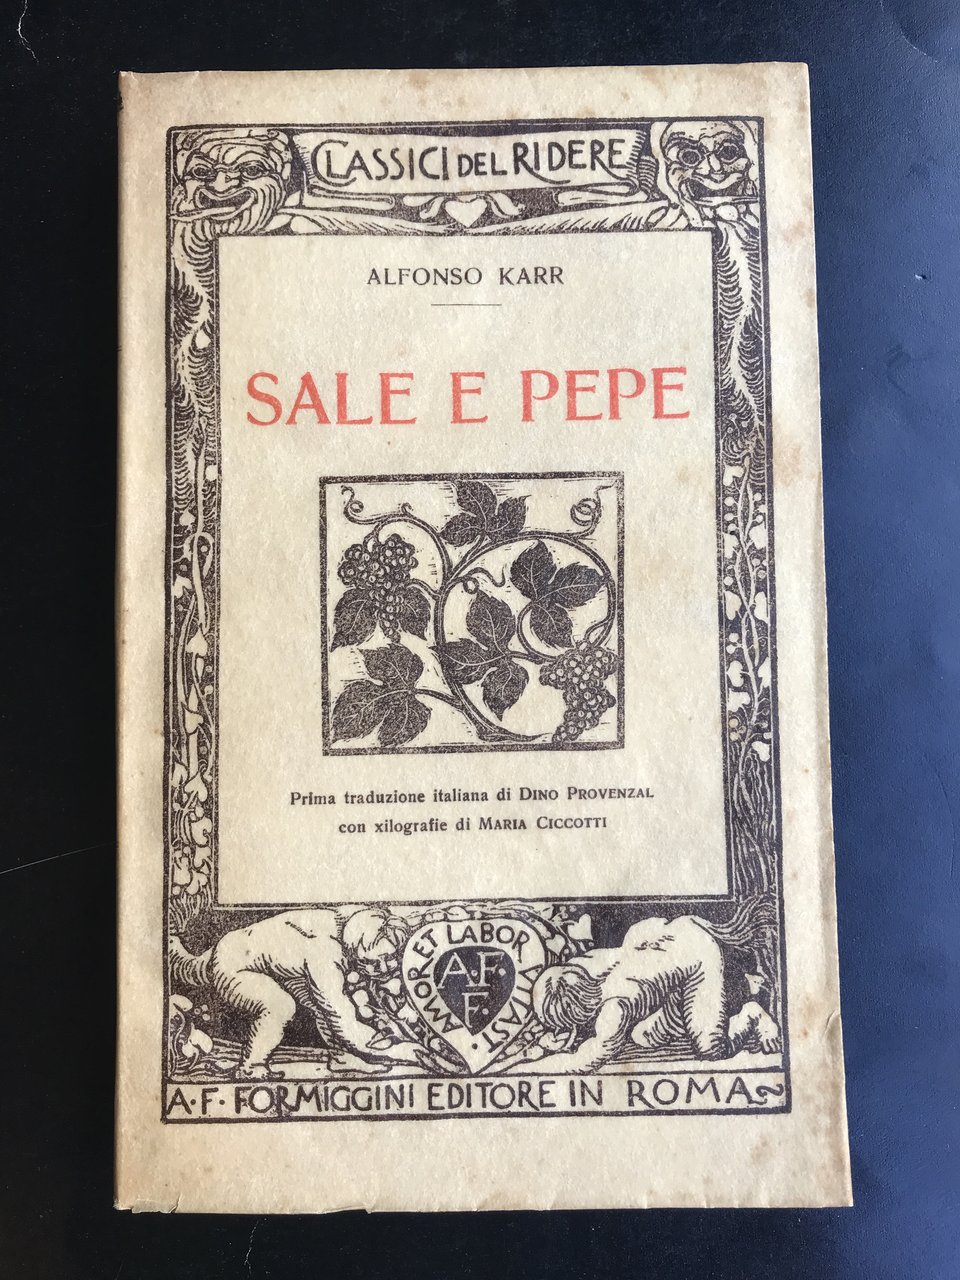 CLASSICI DEL RIDERE
ALFONSO KARR
SALE E PEPE
Prima traduzione italiana di DINO PROVENZAL
con xilografie di MARIA CICCOTTI
AMOR ET LABOR VITAST.
A.F.
F.
A.F. FORMIGGINI EDITORE IN ROMA